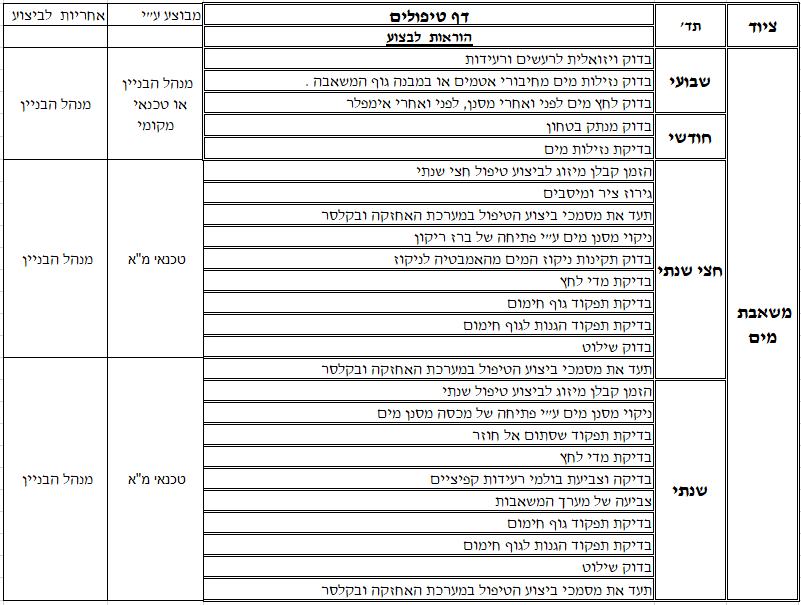 ציוד
תד׳
דף טיפולים
מבוצע ע״י
אחריות לביצוע
הוראות לבצוע
משאבת
מים
שבועי
בדוק ויזואלית לרעשים ורעידות
בדוק נזילות מים מחיבורי אטמים או במבנה גוף המשאבה .
בדוק לחץ מים לפני ואחרי מסנן, לפני ואחרי אימפלר
חודשי
בדוק מנתק בטחון
בדיקת נזילות מים
מנהל הבניין
או טכנאי
מקומי
מנהל הבניין
חצי שנתי
הזמן קבלן מיזוג לביצוע טיפול חצי שנתי
גירוז ציר ומיסבים
תעד את מסמכי ביצוע הטיפול במערכת האחזקה ובקלסר
ניקוי מסנן מים ע״י פתיחה של ברז ריקון
בדוק תקינות ניקוז המים מהאמבטיה לניקוז
בדיקת מדי לחץ
בדיקת תפקוד גוף חימום
בדיקת תפקוד הגנות לגוף חימום
בדוק שילוט
תעד את מסמכי ביצוע הטיפול במערכת האחזקה ובקלסר
טכנאי מ"א
מנהל הבניין
שנתי
הזמן קבלן מיזוג לביצוע טיפול שנתי
ניקוי מסנן מים ע״י פתיחה של מכסה מסנן מים
בדיקת תפקוד שסתום אל חוזר
בדיקת מדי לחץ
בדיקה וצביעת בולמי רעידות קפיציים
צביעה של מערך המשאבות
בדיקת תפקוד גוף חימום
בדיקת תפקוד הגנות לגוף חימום
בדוק שילוט
תעד את מסמכי ביצוע הטיפול במערכת האחזקה ובקלסר
טכנאי מ"א
מנהל הבניין